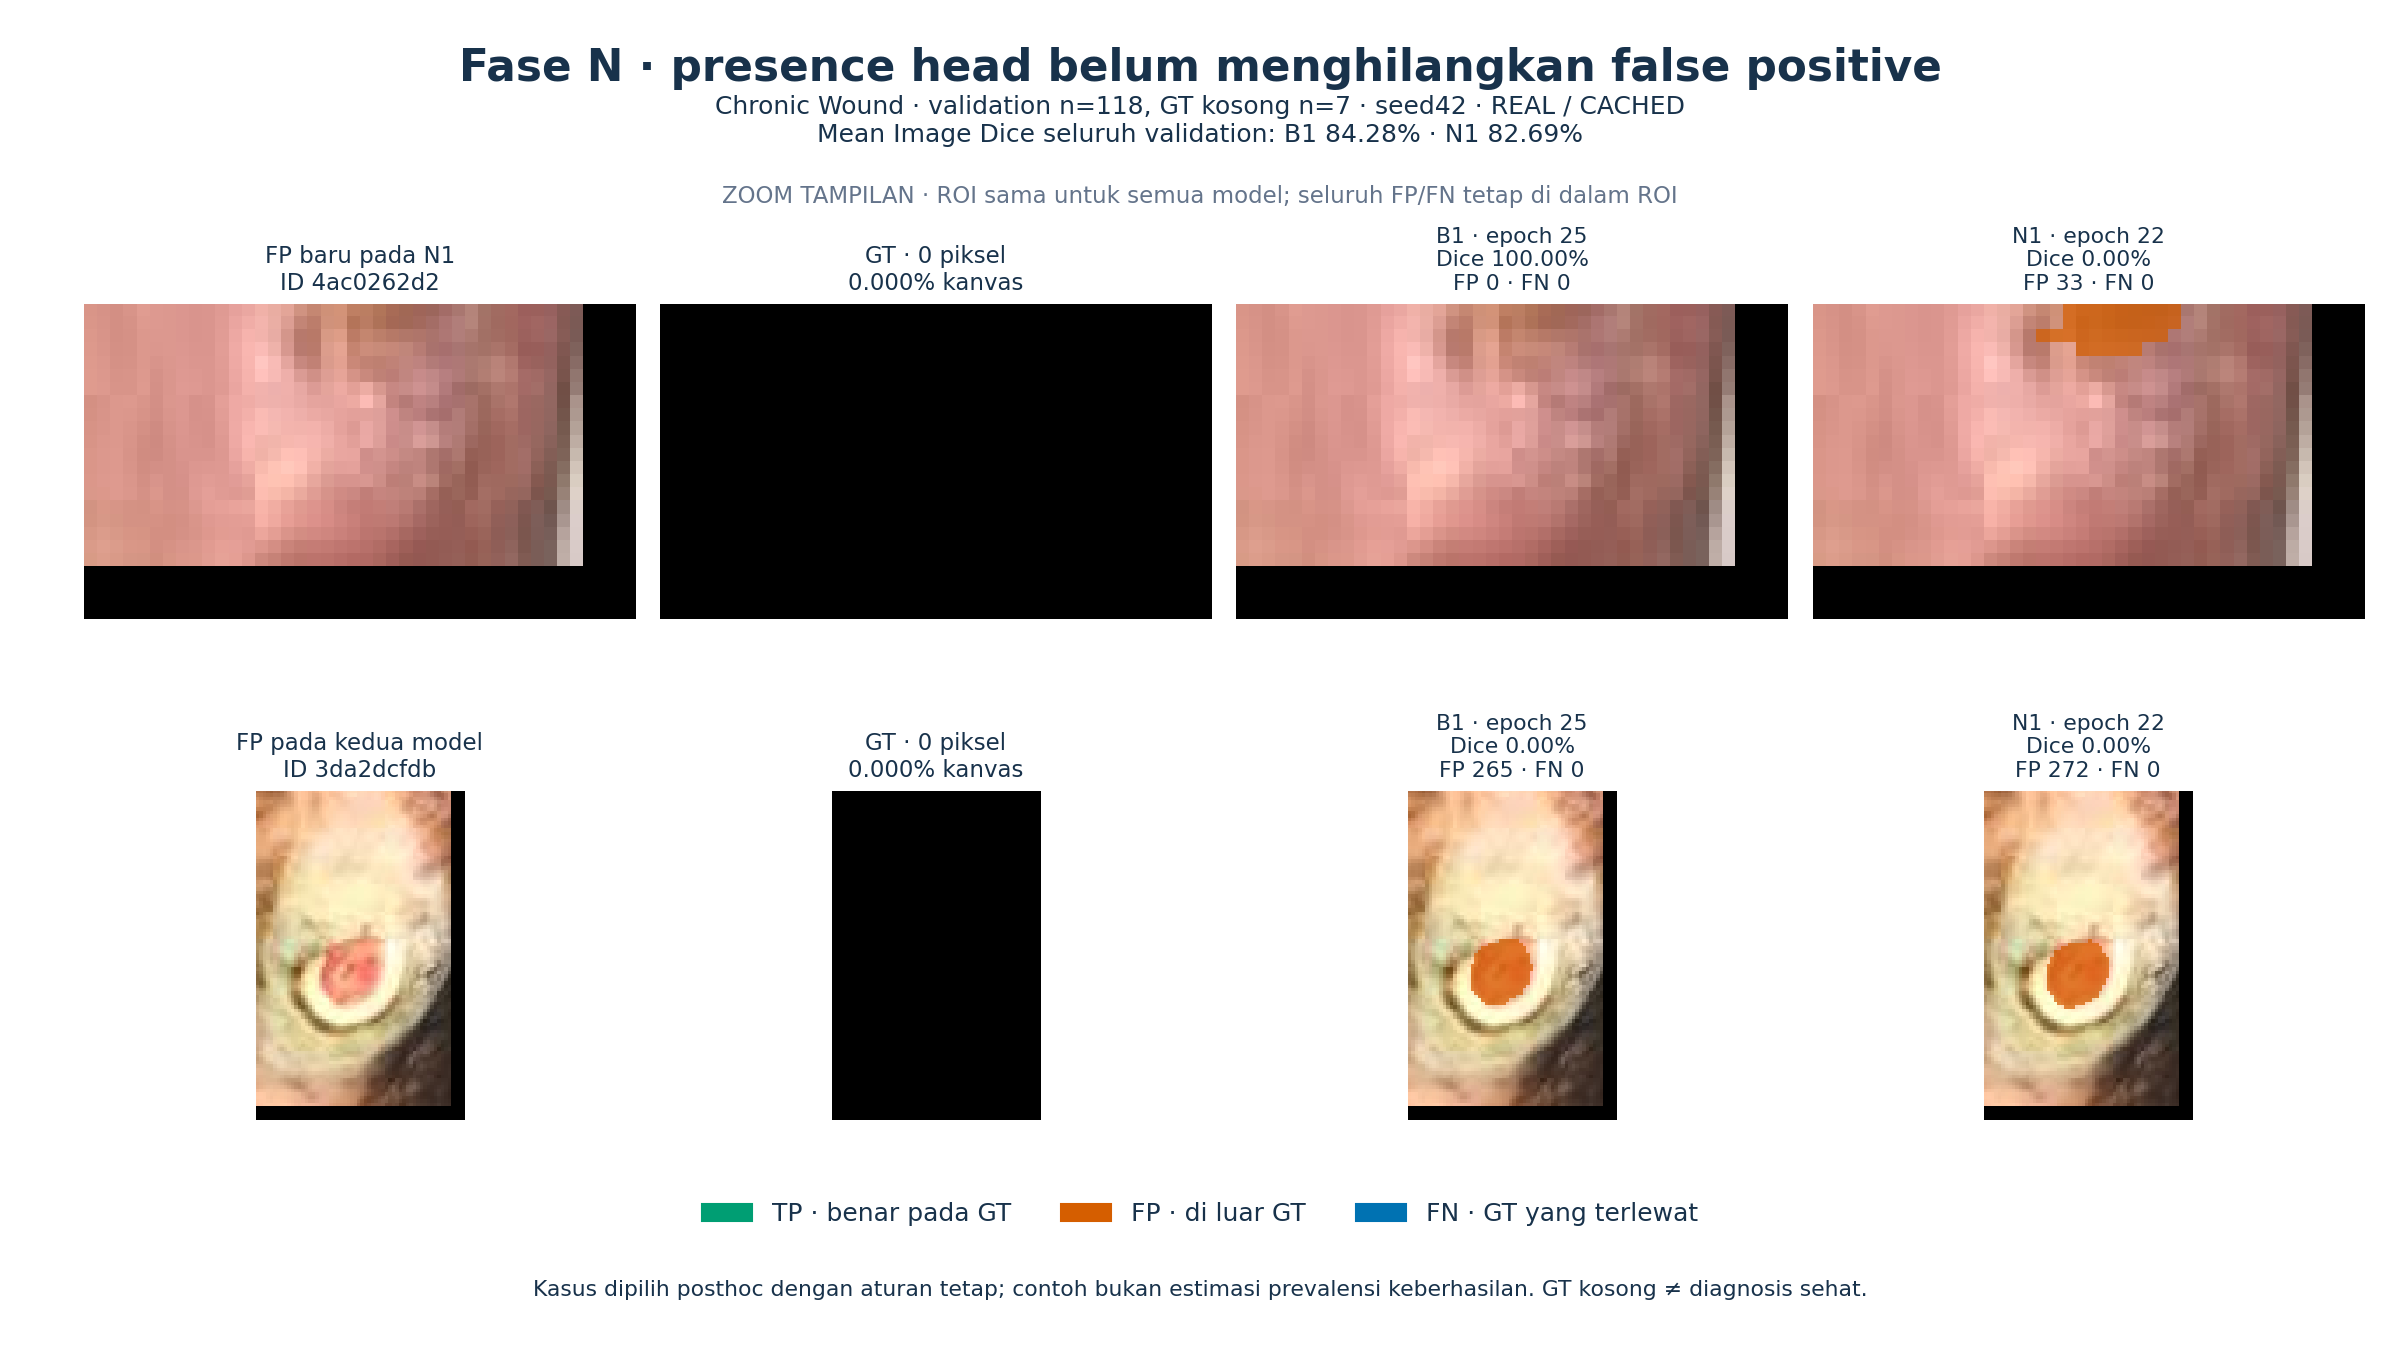 Fase N · presence head belum menghilangkan false positive
Chronic Wound · validation n=118, GT kosong n=7 · seed42 · REAL / CACHED
Mean Image Dice seluruh validation: B1 84.28% · N1 82.69%
ZOOM TAMPILAN · ROI sama untuk semua model; seluruh FP/FN tetap di dalam ROI
FP baru pada N1
ID 4ac0262d2
GT · 0 piksel
0.000% kanvas
B1 · epoch 25
Dice 100.00%
FP 0 · FN 0
N1 · epoch 22
Dice 0.00%
FP 33 · FN 0
FP pada kedua model
ID 3da2dcfdb
GT · 0 piksel
0.000% kanvas
B1 · epoch 25
Dice 0.00%
FP 265 · FN 0
N1 · epoch 22
Dice 0.00%
FP 272 · FN 0
TP · benar pada GT
FP · di luar GT
FN · GT yang terlewat
Kasus dipilih posthoc dengan aturan tetap; contoh bukan estimasi prevalensi keberhasilan. GT kosong ≠ diagnosis sehat.